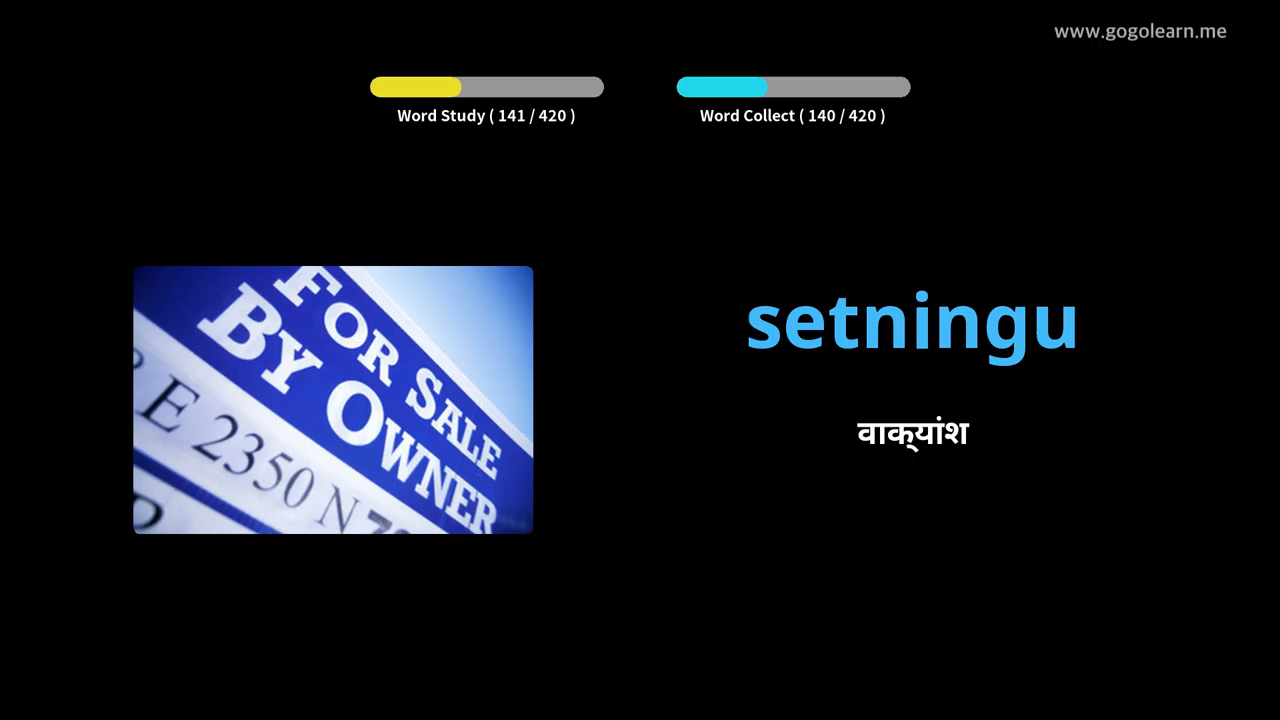 www.gogolearn.me
Word Study ( 141 / 420 )
Word Collect ( 140 / 420 )
FOR SALE
BY OWNER
E 2350 N
setningu
वाक्यांश